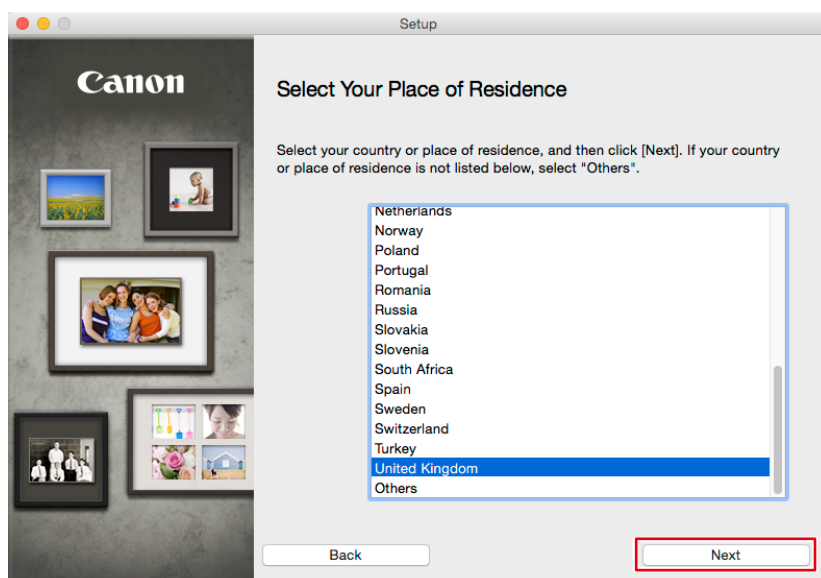 Setup
Canon
Select Your Place of Residence
Select your country or place of residence, and then click [Next]. If your country
or place of residence is not listed below, select "Others".
Netherlands
Norway
Poland
Portugal
Romania
Russia
Slovakia
Slovenia
South Africa
Spain
Sweden
Switzerland
Turkey
United Kingdom
Others
Back
Next